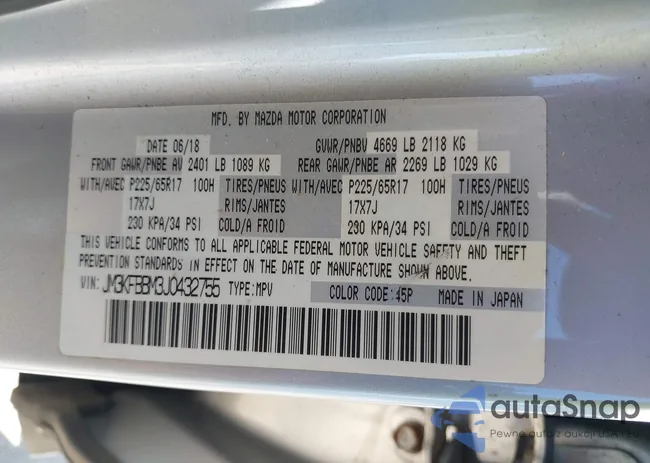 MFD. BY MAZDA MOTOR CORPORATION
DATE 06/18 GVWR/PNBV 4669 LB 2118 KG
FRONT GAWR/PNBE AV 2401 LB 1089 KG REAR GAWR/PNBE AR 2269 LB 1029 KG
WITH/AVEC P225/65R17 100H TIRES/PNEUS WITH/AVEC P225/65R17 100H TIRES/PNEUS
17X7J RIMS/JANTES 17X7J RIMS/JANTES
230 KPA/34 PSI COLD/A FROID 230 KPA/34 PSI COLD/A FROID
THIS VEHICLE CONFORMS TO ALL APPLICABLE FEDERAL MOTOR VEHICLE SAFETY AND THEFT
PREVENTION STANDARDS IN EFFECT ON THE DATE OF MANUFACTURE SHOWN ABOVE.
VIN: JM3KFBBM3J0432755 TYPE:MPV COLOR CODE:45P MADE IN JAPAN
autoSnap
Pewne auta z aukcji USA i EU